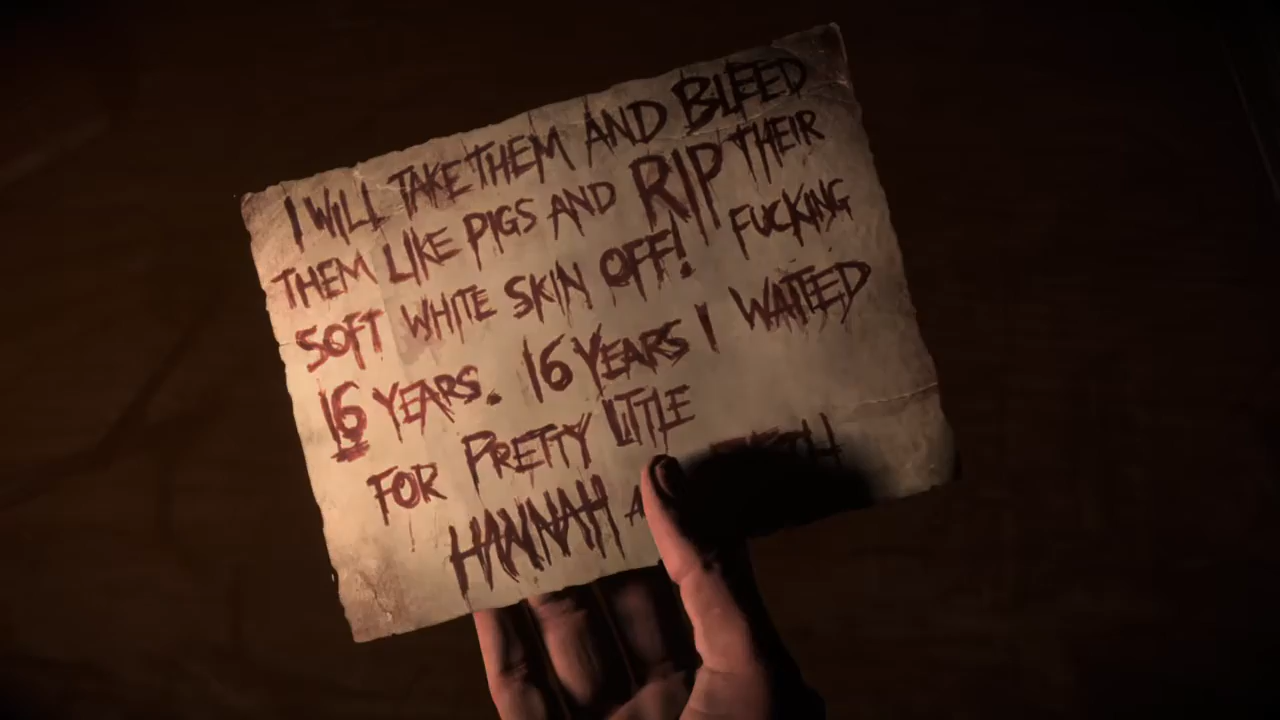 I WILL TAKE THEM AND BLEED
THEM LIKE PIGS AND RIP THEIR
SOFT WHITE SKIN OFF! FUCKING
16 YEARS. 16 YEARS I WAITED
FOR PRETTY LITTLE
HANNAH